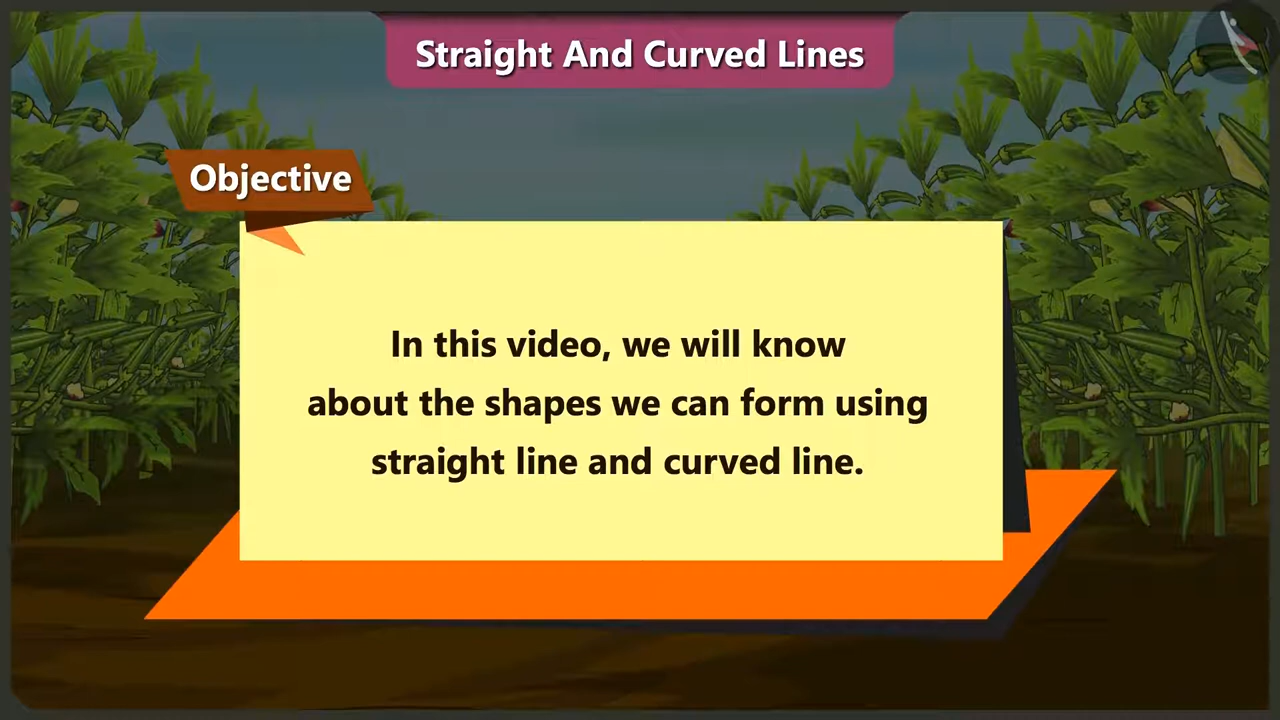 Straight And Curved Lines
Objective
In this video, we will know
about the shapes we can form using
straight line and curved line.